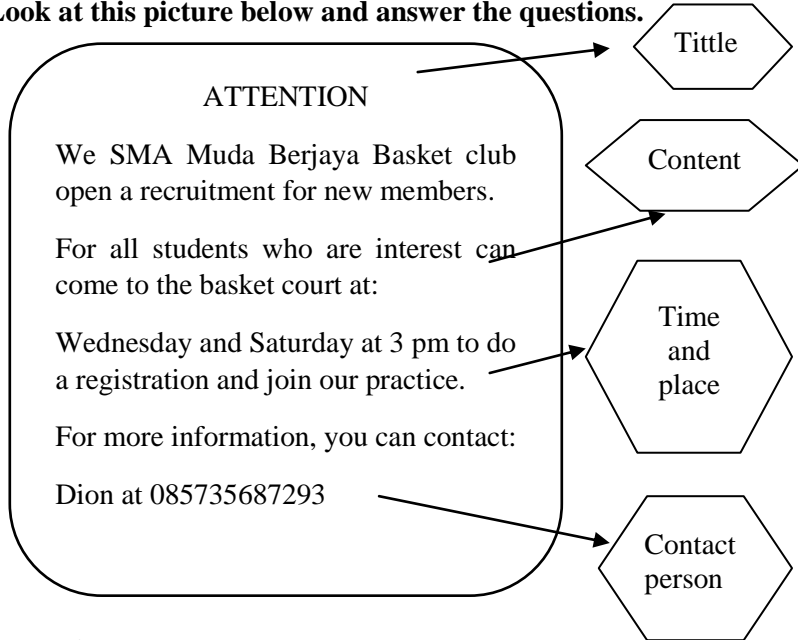 Look at this picture below and answer the questions.
Tittle
ATTENTION
We SMA Muda Berjaya Basket club
open a recruitment for new members.
Content
For all students who are interest can
come to the basket court at:
Wednesday and Saturday at 3 pm to do
a registration and join our practice.
Time
and
place
For more information, you can contact:
Dion at 085735687293
Contact
person